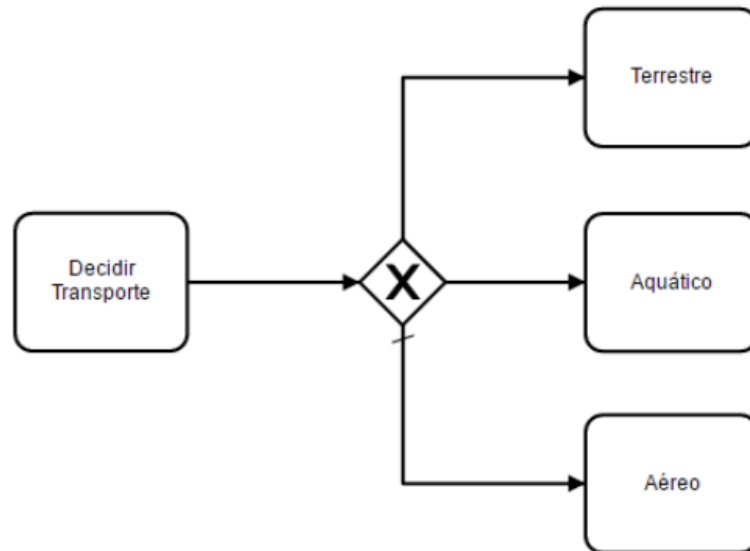 Terrestre
Decidir
Transporte
X
Aquático
Aéreo